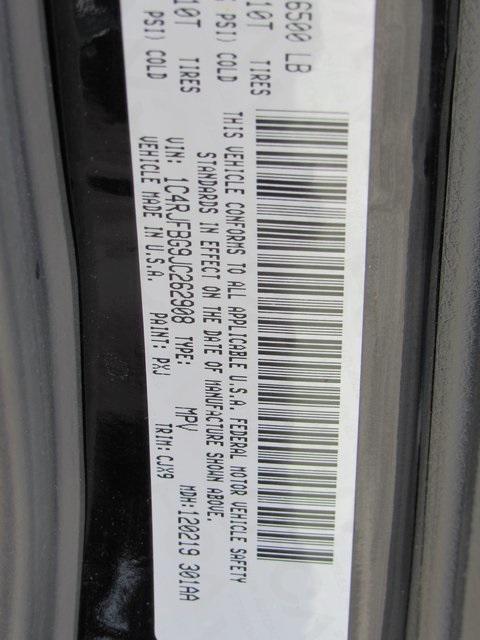 6500 LB
10T TIRES
PSI) COLD
10T TIRES
PSI) COLD
THIS VEHICLE CONFORMS TO ALL APPLICABLE U.S.A. FEDERAL MOTOR VEHICLE SAFETY
STANDARDS IN EFFECT ON THE DATE OF MANUFACTURE SHOWN ABOVE.
VIN: 1C4RJFBG9JC262908 TYPE: MPV MDH:120219 301AA
VEHICLE MADE IN U.S.A. PAINT: PXJ TRIM:CJX9